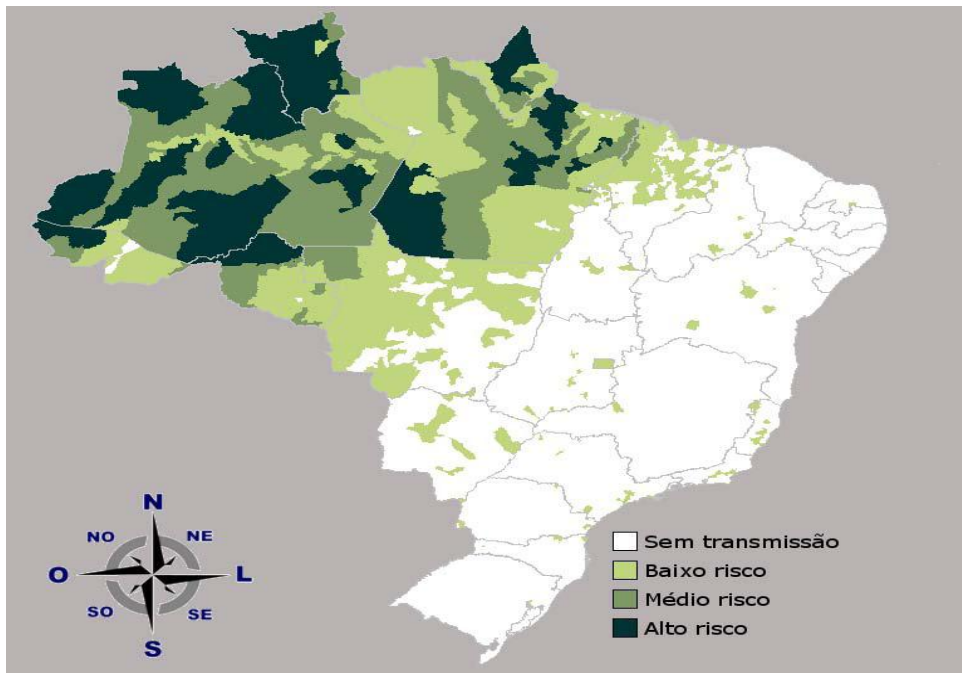 N
NO
NE
O
L
SO
SE
S
Sem transmissão
Baixo risco
Médio risco
Alto risco